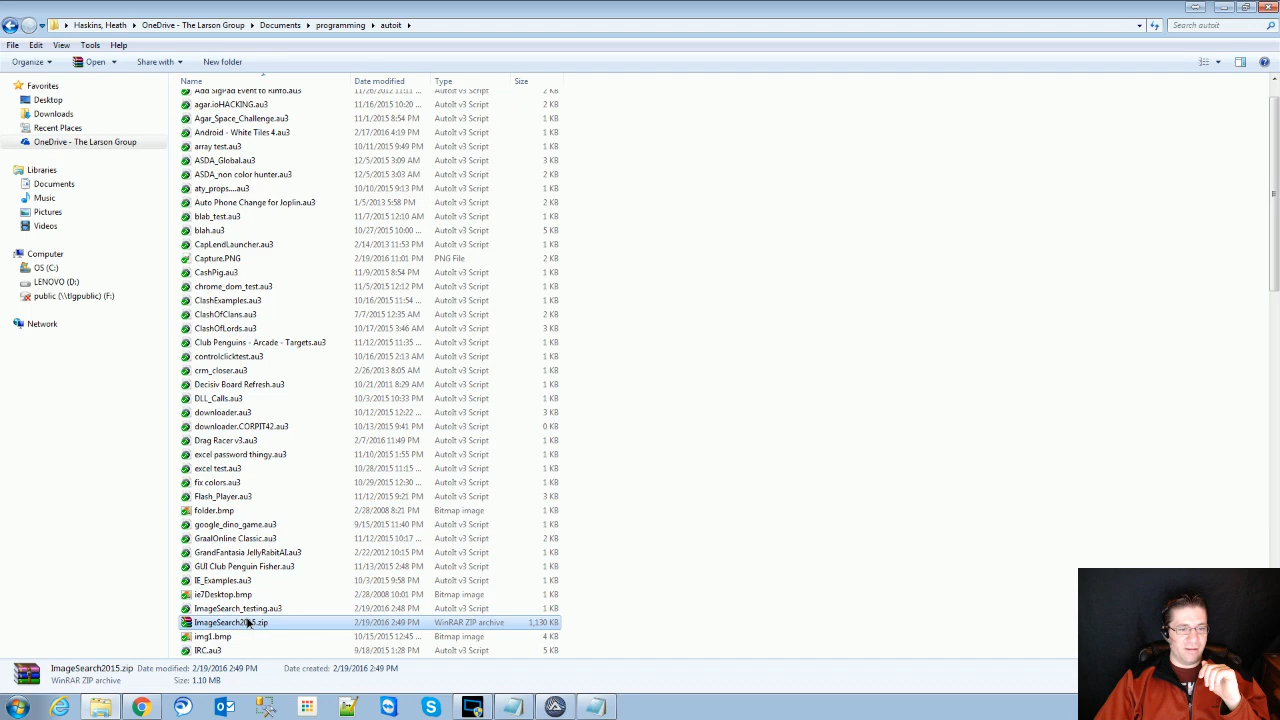 Haskins, Heath ▸ OneDrive - The Larson Group ▸ Documents ▸ programming ▸ autoit ▸
Search autoit
File Edit View Tools Help
Organize Open Share with New folder
Name Date modified Type Size
Favorites
Desktop
Downloads
Recent Places
OneDrive - The Larson Group
Libraries
Documents
Music
Pictures
Videos
Computer
OS (C:)
LENOVO (D:)
public (\\tlgpublic) (F:)
Network
Add SigPad Event to Rinfo.au3 11/26/2012 11:11 ... AutoIt v3 Script 2 KB
agar.ioHACKING.au3 11/16/2015 10:20 ... AutoIt v3 Script 2 KB
Agar_Space_Challenge.au3 11/1/2015 8:54 PM AutoIt v3 Script 1 KB
Android - White Tiles 4.au3 2/17/2016 4:19 PM AutoIt v3 Script 1 KB
array test.au3 10/11/2015 9:49 PM AutoIt v3 Script 1 KB
ASDA_Global.au3 12/5/2015 3:09 AM AutoIt v3 Script 3 KB
ASDA_non color hunter.au3 12/5/2015 3:03 AM AutoIt v3 Script 2 KB
aty_props....au3 10/10/2015 9:13 PM AutoIt v3 Script 1 KB
Auto Phone Change for Joplin.au3 1/5/2013 5:58 PM AutoIt v3 Script 2 KB
blab_test.au3 11/7/2015 12:10 AM AutoIt v3 Script 1 KB
blah.au3 10/27/2015 10:00 ... AutoIt v3 Script 5 KB
CapLendLauncher.au3 2/14/2013 11:53 PM AutoIt v3 Script 1 KB
Capture.PNG 2/19/2016 11:01 PM PNG File 2 KB
CashPig.au3 11/9/2015 8:54 PM AutoIt v3 Script 1 KB
chrome_dom_test.au3 11/5/2015 12:12 PM AutoIt v3 Script 1 KB
ClashExamples.au3 10/16/2015 11:54 ... AutoIt v3 Script 1 KB
ClashOfClans.au3 7/7/2015 12:35 AM AutoIt v3 Script 1 KB
ClashOfLords.au3 10/17/2015 3:46 AM AutoIt v3 Script 3 KB
Club Penguins - Arcade - Targets.au3 11/12/2015 11:35 ... AutoIt v3 Script 1 KB
controlclicktest.au3 10/16/2015 2:13 AM AutoIt v3 Script 1 KB
crm_closer.au3 2/26/2013 8:05 AM AutoIt v3 Script 1 KB
Decisiv Board Refresh.au3 10/21/2011 8:29 AM AutoIt v3 Script 1 KB
DLL_Calls.au3 10/3/2015 10:33 PM AutoIt v3 Script 1 KB
downloader.au3 10/12/2015 12:22 ... AutoIt v3 Script 3 KB
downloader.CORPIT42.au3 10/13/2015 9:41 PM AutoIt v3 Script 0 KB
Drag Racer v3.au3 2/7/2016 11:49 PM AutoIt v3 Script 1 KB
excel password thingy.au3 11/10/2015 1:55 PM AutoIt v3 Script 1 KB
excel test.au3 10/28/2015 11:15 ... AutoIt v3 Script 1 KB
fix colors.au3 10/29/2015 12:30 ... AutoIt v3 Script 1 KB
Flash_Player.au3 11/12/2015 9:21 PM AutoIt v3 Script 3 KB
folder.bmp 2/28/2008 8:21 PM Bitmap image 1 KB
google_dino_game.au3 9/15/2015 11:40 PM AutoIt v3 Script 1 KB
GraalOnline Classic.au3 11/12/2015 10:17 ... AutoIt v3 Script 2 KB
GrandFantasia JellyRabitAI.au3 2/22/2012 10:15 PM AutoIt v3 Script 1 KB
GUI Club Penguin Fisher.au3 11/13/2015 2:48 PM AutoIt v3 Script 1 KB
IE_Examples.au3 10/3/2015 9:58 PM AutoIt v3 Script 1 KB
ie7Desktop.bmp 2/28/2008 10:01 PM Bitmap image 1 KB
ImageSearch_testing.au3 2/19/2016 2:48 PM AutoIt v3 Script 1 KB
ImageSearch2015.zip 2/19/2016 2:49 PM WinRAR ZIP archive 1,130 KB
img1.bmp 10/15/2015 12:45 ... Bitmap image 4 KB
IRC.au3 9/18/2015 1:28 PM AutoIt v3 Script 5 KB
ImageSearch2015.zip Date modified: 2/19/2016 2:49 PM Date created: 2/19/2016 2:49 PM
WinRAR ZIP archive Size: 1.10 MB